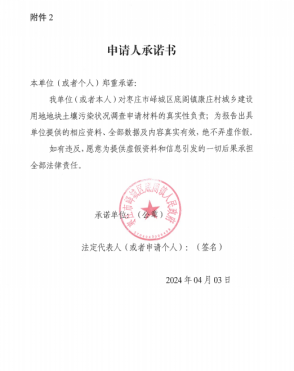 附件 2
申请人承诺书
本单位（或者个人）郑重承诺：
我单位（或者本人）对枣庄市峄城区底阁镇康庄村城乡建设
用地地块土壤污染状况调查申请材料的真实性负责；为报告出具
单位提供的相应资料、全部数据及内容真实有效，绝不弄虚作假。
如有违反，愿意为提供虚假资料和信息引发的一切后果承担
全部法律责任。
承诺单位：（公章）
法定代表人（或者申请个人）：（签名）
2024 年 04 月 03 日